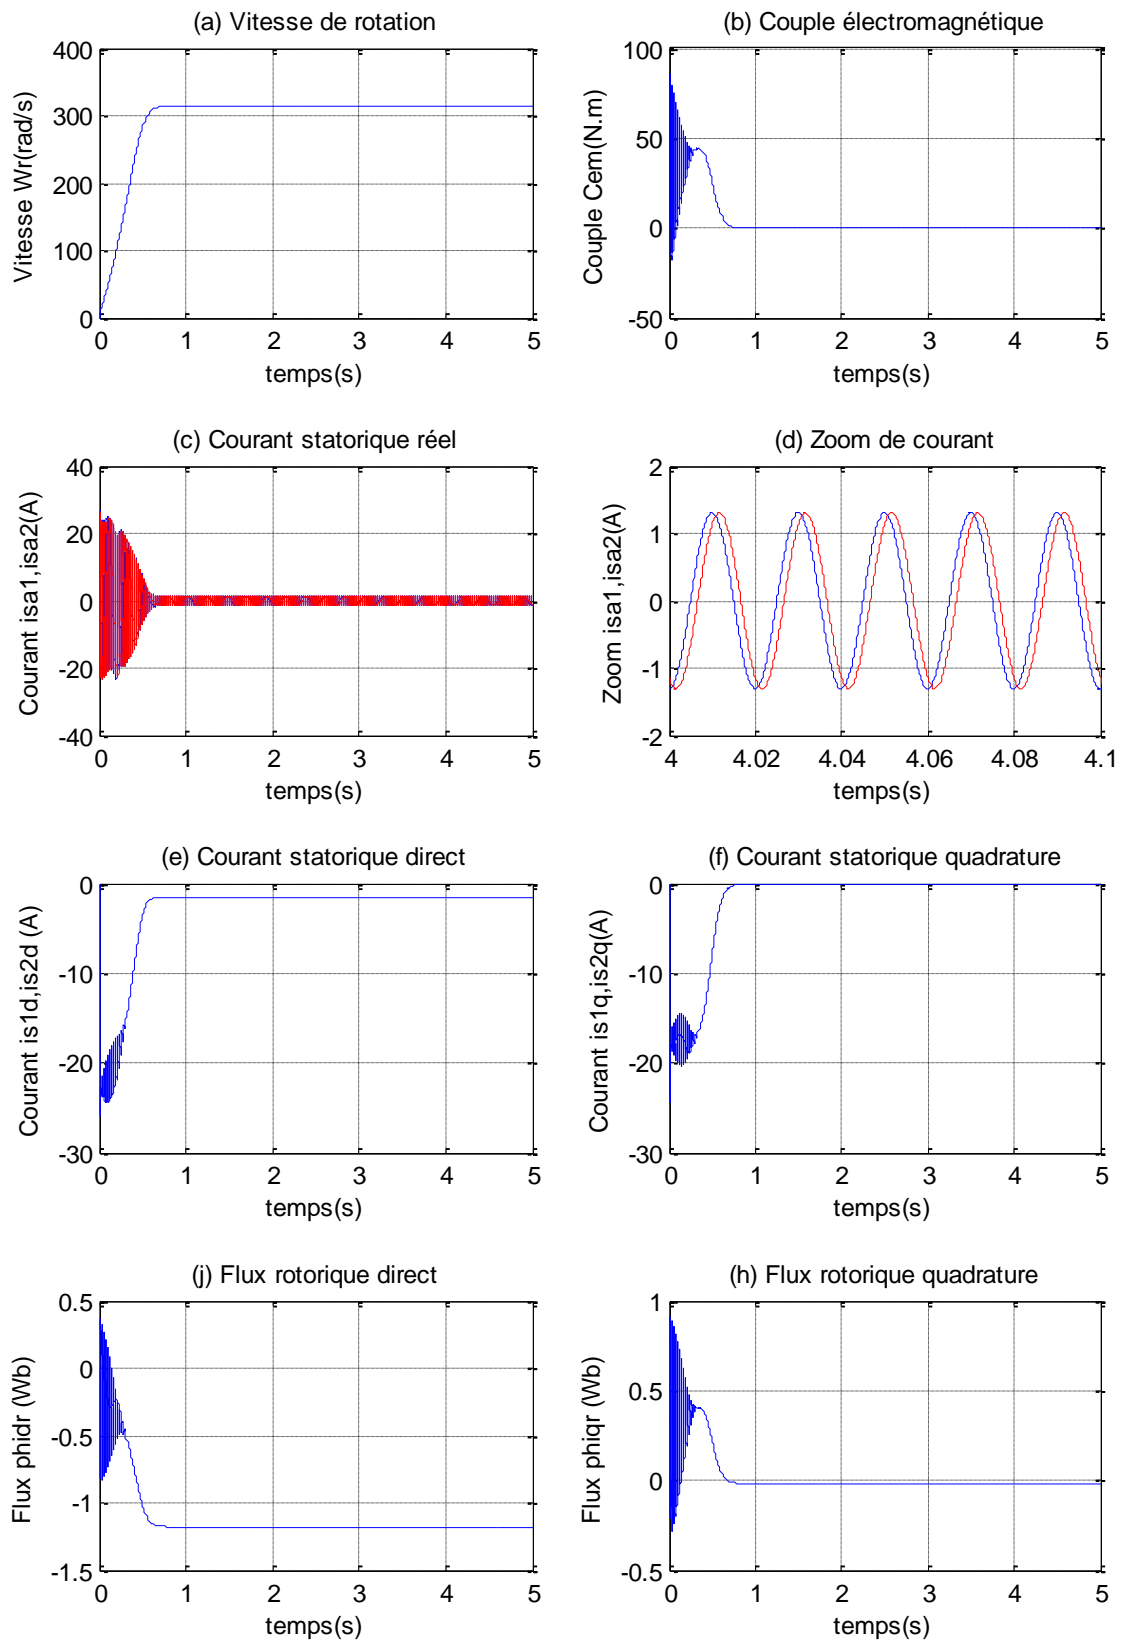 (a) Vitesse de rotation
Vitesse Wr(rad/s)
400
300
200
100
0
0 1 2 3 4 5
temps(s)
(b) Couple électromagnétique
Couple Cem(N.m)
100
50
0
-50
0 1 2 3 4 5
temps(s)
(c) Courant statorique réel
Courant isa1,isa2(A)
40
20
0
-20
-40
0 1 2 3 4 5
temps(s)
(d) Zoom de courant
Zoom isa1,isa2(A)
2
1
0
-1
-2
4 4.02 4.04 4.06 4.08 4.1
temps(s)
(e) Courant statorique direct
Courant is1d,is2d (A)
0
-10
-20
-30
0 1 2 3 4 5
temps(s)
(f) Courant statorique quadrature
Courant is1q,is2q(A)
0
-10
-20
-30
0 1 2 3 4 5
temps(s)
(j) Flux rotorique direct
Flux phidr (Wb)
0.5
0
-0.5
-1
-1.5
0 1 2 3 4 5
temps(s)
(h) Flux rotorique quadrature
Flux phiqr (Wb)
1
0.5
0
-0.5
0 1 2 3 4 5
temps(s)